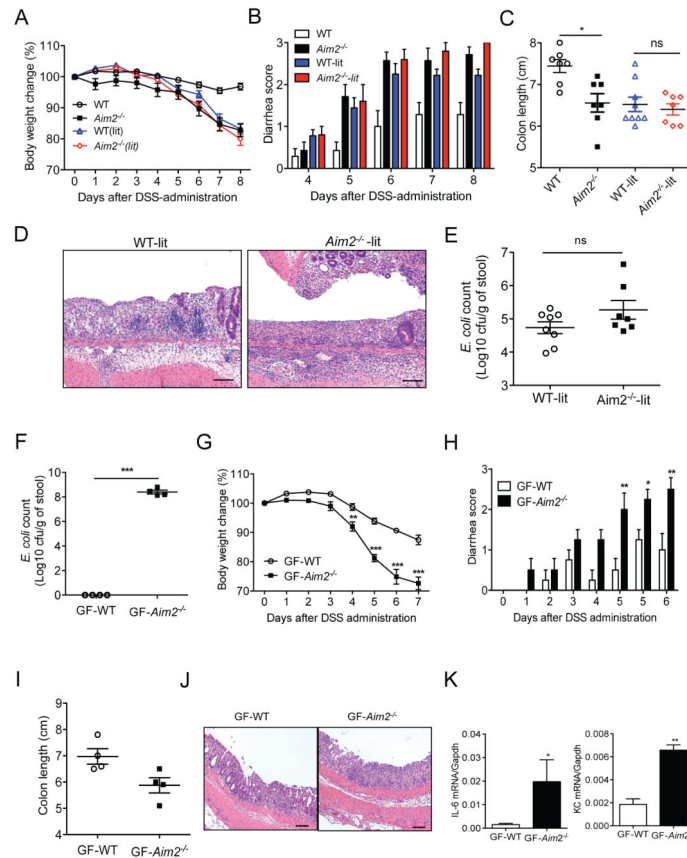 A
Body weight change (%)
110
100
90
80
70
WT
Aim2-/-
WT(lit)
Aim2-/-(lit)
0 1 2 3 4 5 6 7 8
Days after DSS-administration
B
Diarrhea score
3
2
1
0
WT
Aim2-/-
WT-lit
Aim2-/--lit
4 5 6 7 8
Days after DSS-administration
C
Colon length (cm)
9
8
7
6
5
* ns
WT Aim2-/- WT-lit Aim2-/--lit
D
WT-lit Aim2-/--lit
E
E. coli count
(Log10 cfu/g of stool)
7
6
5
4
3
ns
WT-lit Aim2-/--lit
F
E. coli count
(Log10 cfu/g of stool)
10
8
6
4
2
0
***
GF-WT GF-Aim2-/-
G
Body weight change (%)
110
100
90
80
70
GF-WT
GF-Aim2-/-
** *** *** ***
0 1 2 3 4 5 6 7
Days after DSS administration
H
Diarrhea score
3
2
1
0
GF-WT
GF-Aim2-/-
** * **
0 1 2 3 4 5 5 6
Days after DSS administration
I
Colon length (cm)
9
8
7
6
5
4
GF-WT GF-Aim2-/-
J
GF-WT GF-Aim2-/-
K
IL-6 mRNA/Gapdh
0.04
0.03
0.02
0.01
0.00
*
GF-WT GF-Aim2-/-
KC mRNA/Gapdh
0.008
0.006
0.004
0.002
0.000
**
GF-WT GF-Aim2